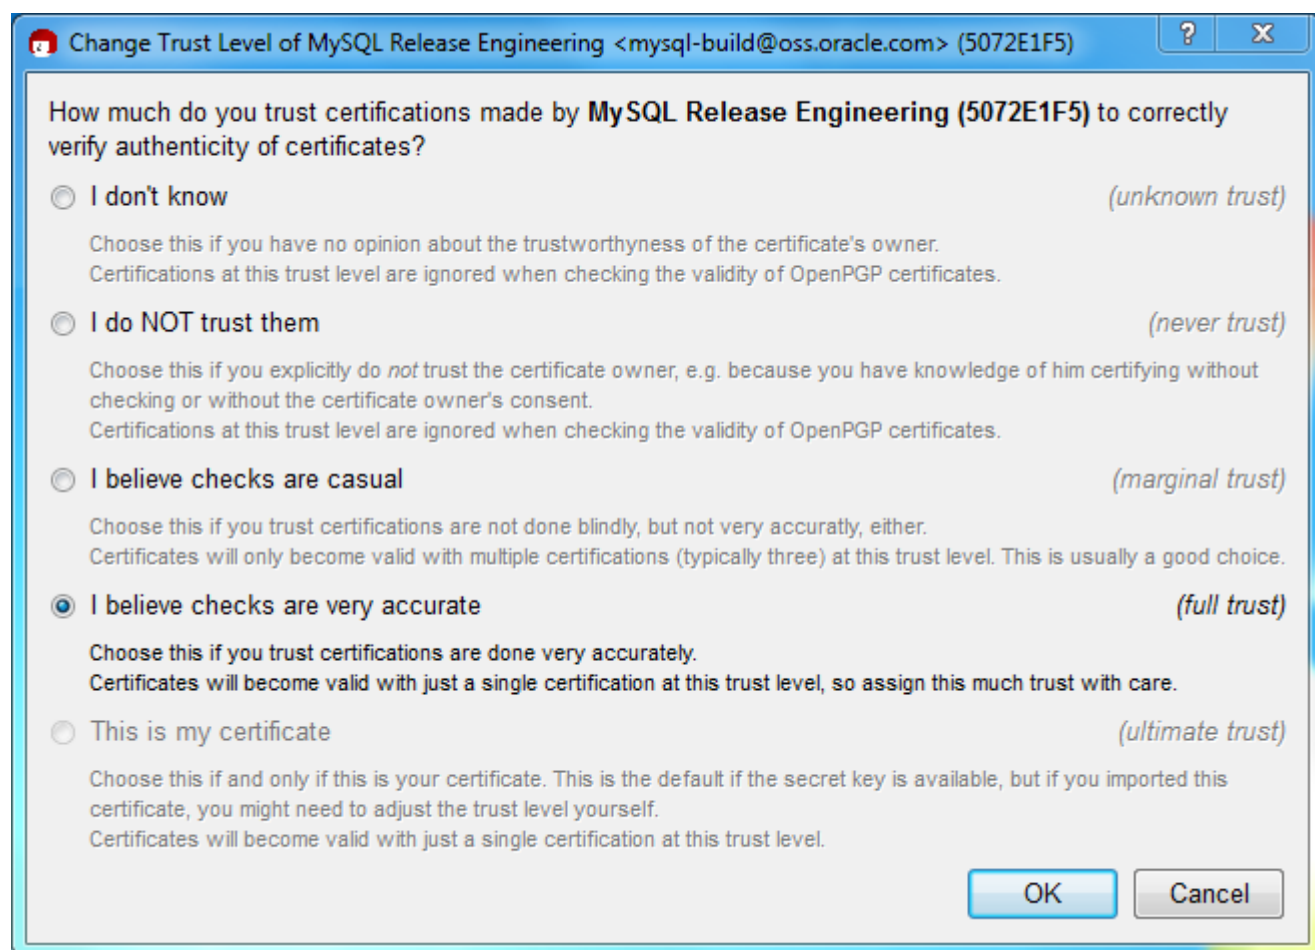 Change Trust Level of MySQL Release Engineering <mysql-build@oss.oracle.com> (5072E1F5)
How much do you trust certifications made by MySQL Release Engineering (5072E1F5) to correctly
verify authenticity of certificates?
I don't know (unknown trust)
Choose this if you have no opinion about the trustworthyness of the certificate's owner.
Certifications at this trust level are ignored when checking the validity of OpenPGP certificates.
I do NOT trust them (never trust)
Choose this if you explicitly do not trust the certificate owner, e.g. because you have knowledge of him certifying without
checking or without the certificate owner's consent.
Certifications at this trust level are ignored when checking the validity of OpenPGP certificates.
I believe checks are casual (marginal trust)
Choose this if you trust certifications are not done blindly, but not very accuratly, either.
Certificates will only become valid with multiple certifications (typically three) at this trust level. This is usually a good choice.
I believe checks are very accurate (full trust)
Choose this if you trust certifications are done very accurately.
Certificates will become valid with just a single certification at this trust level, so assign this much trust with care.
This is my certificate (ultimate trust)
Choose this if and only if this is your certificate. This is the default if the secret key is available, but if you imported this
certificate, you might need to adjust the trust level yourself.
Certificates will become valid with just a single certification at this trust level.
OK Cancel